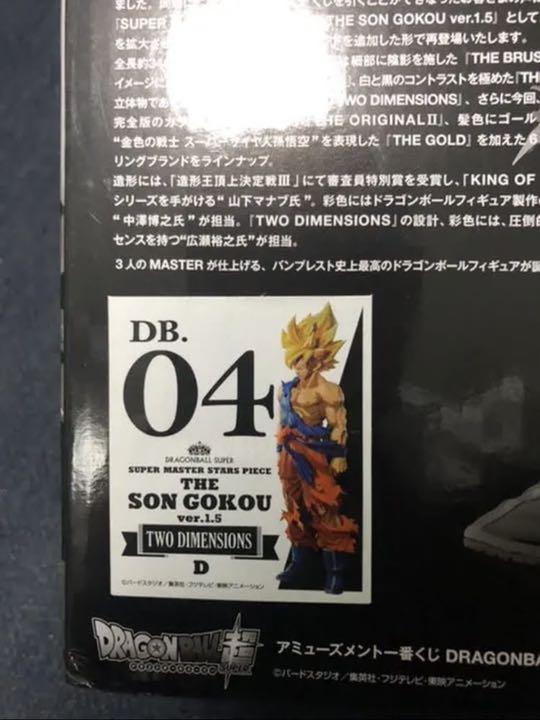 ました。
『SUPER THE SON GOKOU ver.1.5』として
を拡大さ を追加した形で再登場いたします。
全長約34 細部に陰影を施した『THE BRUS
イメージに 、白と黒のコントラストを極めた『TH
立体物であ TWO DIMENSIONS』、さらに今回、
完全版のカ HE ORIGINALⅡ』、髪色にゴール
“金色の戦士 スーパーサイヤ人孫悟空”を表現した『THE GOLD』を加えた6
リングブランドをラインナップ。
造形には、「造形王頂上決定戦Ⅲ」にて審査員特別賞を受賞し、「KING OF
シリーズを手がける“山下マナブ氏”。彩色にはドラゴンボールフィギュア製作の
“中澤博之氏”が担当。『TWO DIMENSIONS』の設計、彩色には、圧倒的
センスを持つ“広瀬裕之氏”が担当。
3人のMASTERが仕上げる、バンプレスト史上最高のドラゴンボールフィギュアが誕
DB.
04
DRAGONBALL SUPER
SUPER MASTER STARS PIECE
THE
SON GOKOU
ver.1.5
TWO DIMENSIONS
D
©バードスタジオ／集英社・フジテレビ・東映アニメーション
DRAGONBALL超
SUPER
アミューズメント一番くじ DRAGONBA
©バードスタジオ／集英社・フジテレビ・東映アニメーション